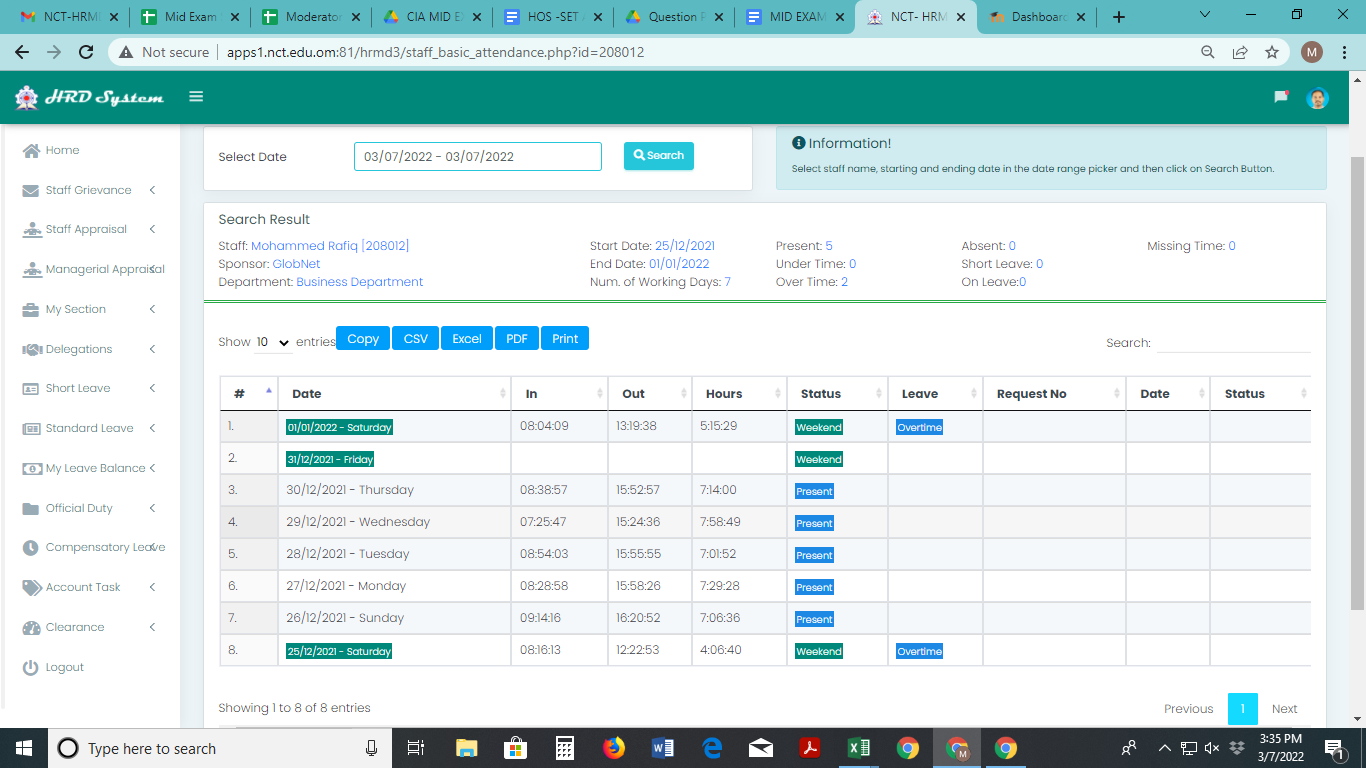 NCT-HRMI
Mid Exam
Moderator
CIA MID E
HOS -SET
Question
MID EXAM
NCT- HRM
Dashboard
Not secure
apps1.nct.edu.om:81/hrmd3/staff_basic_attendance.php?id=208012
M
HRD System
Home
Staff Grievance
Staff Appraisal
Managerial Appraisal
My Section
Delegations
Short Leave
Standard Leave
My Leave Balance
Official Duty
Compensatory Leave
Account Task
Clearance
Logout
Select Date
03/07/2022 - 03/07/2022
Search
Information!
Select staff name, starting and ending date in the date range picker and then click on Search Button.
Search Result
Staff: Mohammed Rafiq [208012] Start Date: 25/12/2021 Present: 5 Absent: 0 Missing Time: 0
Sponsor: GlobNet End Date: 01/01/2022 Under Time: 0 Short Leave: 0
Department: Business Department Num. of Working Days: 7 Over Time: 2 On Leave:0
Show 10 entries Copy CSV Excel PDF Print Search:
# Date In Out Hours Status Leave Request No Date Status
1. 01/01/2022 - Saturday 08:04:09 13:19:38 5:15:29 Weekend Overtime
2. 31/12/2021 - Friday Weekend
3. 30/12/2021 - Thursday 08:38:57 15:52:57 7:14:00 Present
4. 29/12/2021 - Wednesday 07:25:47 15:24:36 7:58:49 Present
5. 28/12/2021 - Tuesday 08:54:03 15:55:55 7:01:52 Present
6. 27/12/2021 - Monday 08:28:58 15:58:26 7:29:28 Present
7. 26/12/2021 - Sunday 09:14:16 16:20:52 7:06:36 Present
8. 25/12/2021 - Saturday 08:16:13 12:22:53 4:06:40 Weekend Overtime
Showing 1 to 8 of 8 entries Previous 1 Next
Type here to search
3:35 PM
3/7/2022
1